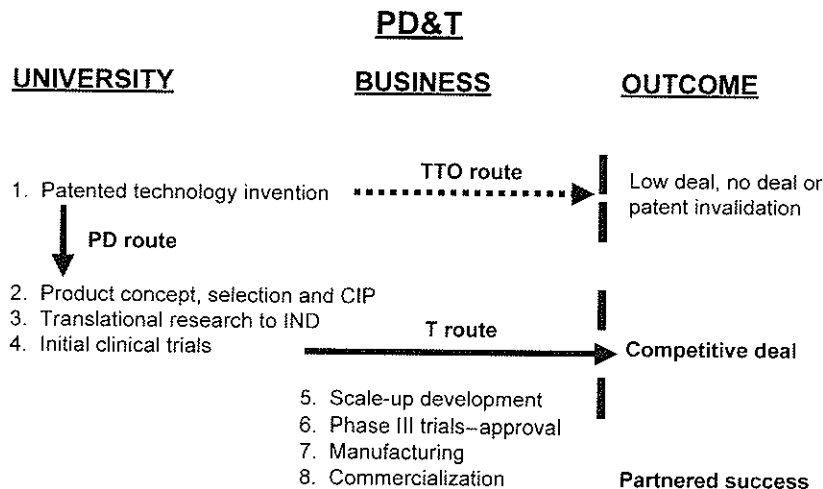 PD&T
UNIVERSITY
BUSINESS
OUTCOME
1. Patented technology invention
TTO route
Low deal, no deal or
patent invalidation
PD route
2. Product concept, selection and CIP
3. Translational research to IND
4. Initial clinical trials
T route
Competitive deal
5. Scale-up development
6. Phase III trials–approval
7. Manufacturing
8. Commercialization
Partnered success